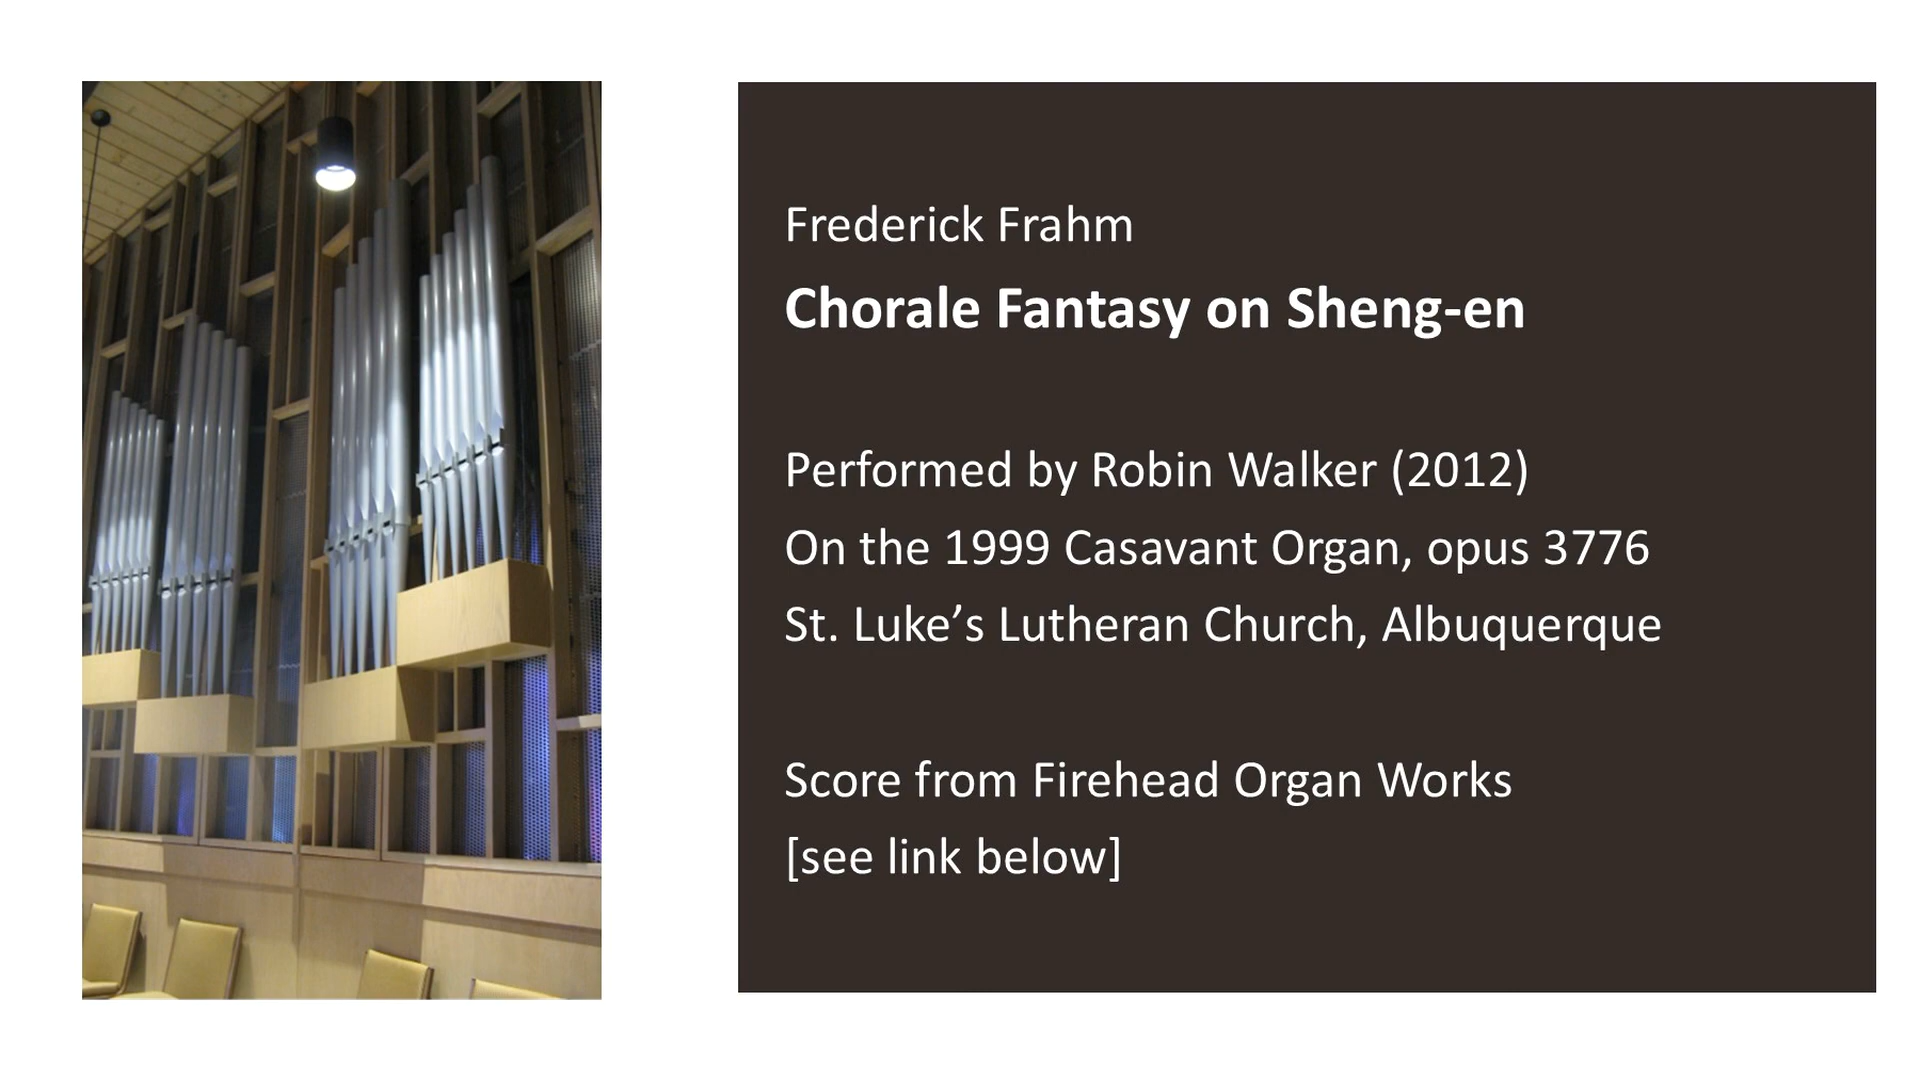 Frederick Frahm
Chorale Fantasy on Sheng-en
Performed by Robin Walker (2012)
On the 1999 Casavant Organ, opus 3776
St. Luke’s Lutheran Church, Albuquerque
Score from Firehead Organ Works
[see link below]